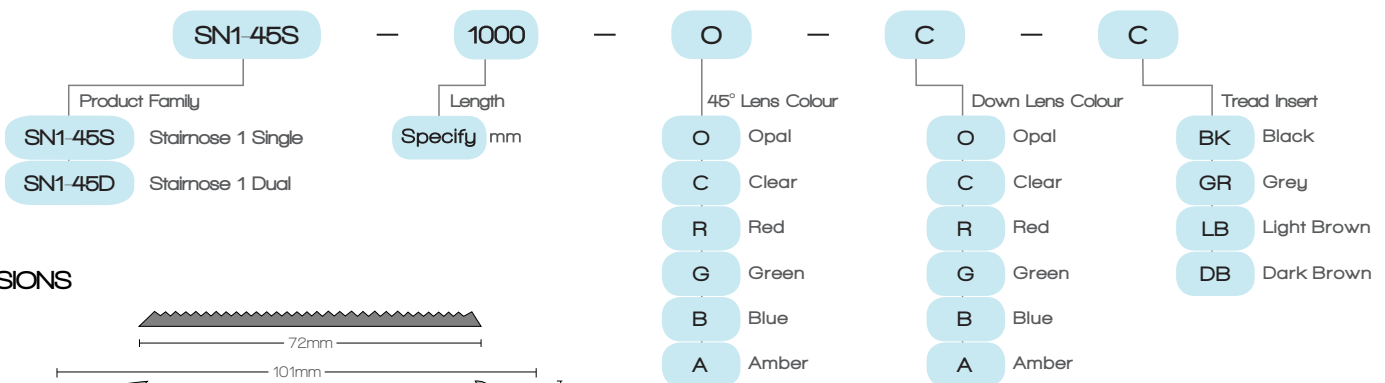 SN1-45S — 1000 — O — C — C
Product Family Length 45° Lens Colour Down Lens Colour Tread Insert
SN1-45S Stairnose 1 Single Specify mm O Opal O Opal BK Black
SN1-45D Stairnose 1 Dual C Clear C Clear GR Grey
R Red R Red LB Light Brown
SIONS G Green G Green DB Dark Brown
B Blue B Blue
72mm
A Amber A Amber
101mm